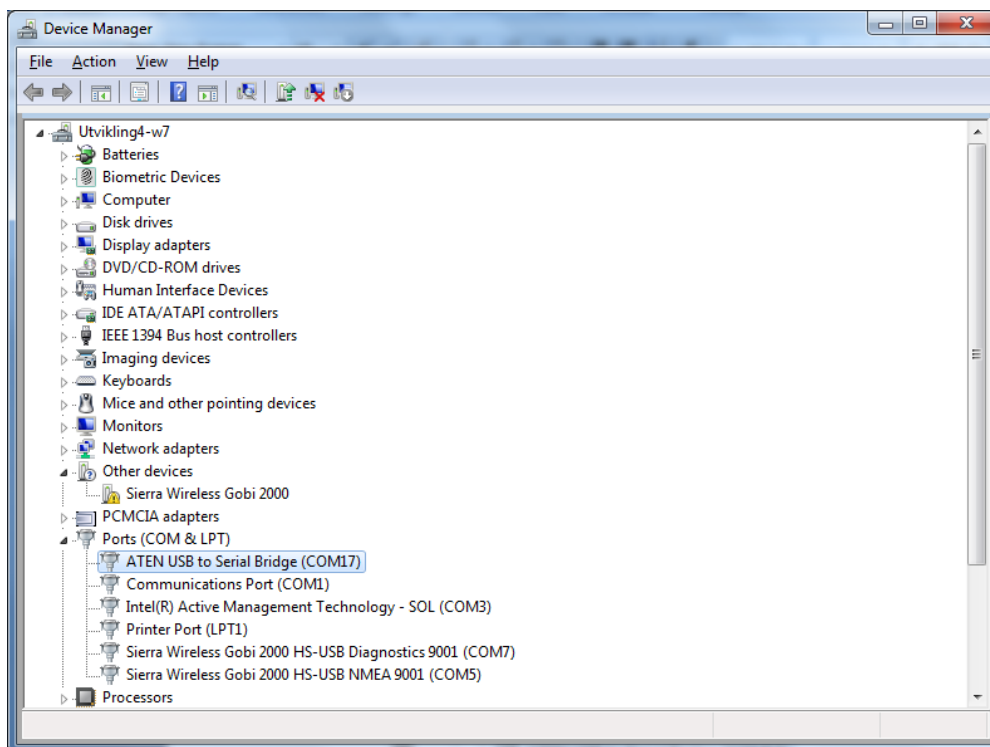 Device Manager
File Action View Help
Utvikling4-w7
Batteries
Biometric Devices
Computer
Disk drives
Display adapters
DVD/CD-ROM drives
Human Interface Devices
IDE ATA/ATAPI controllers
IEEE 1394 Bus host controllers
Imaging devices
Keyboards
Mice and other pointing devices
Monitors
Network adapters
Other devices
Sierra Wireless Gobi 2000
PCMCIA adapters
Ports (COM & LPT)
ATEN USB to Serial Bridge (COM17)
Communications Port (COM1)
Intel(R) Active Management Technology - SOL (COM3)
Printer Port (LPT1)
Sierra Wireless Gobi 2000 HS-USB Diagnostics 9001 (COM7)
Sierra Wireless Gobi 2000 HS-USB NMEA 9001 (COM5)
Processors